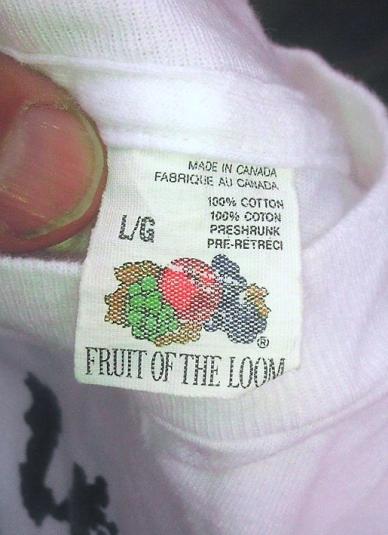 MADE IN CANADA
FABRIQUE AU CANADA
100% COTTON
100% COTON
PRESHRUNK
PRE-RETRECI
L/G
®
FRUIT OF THE LOOM